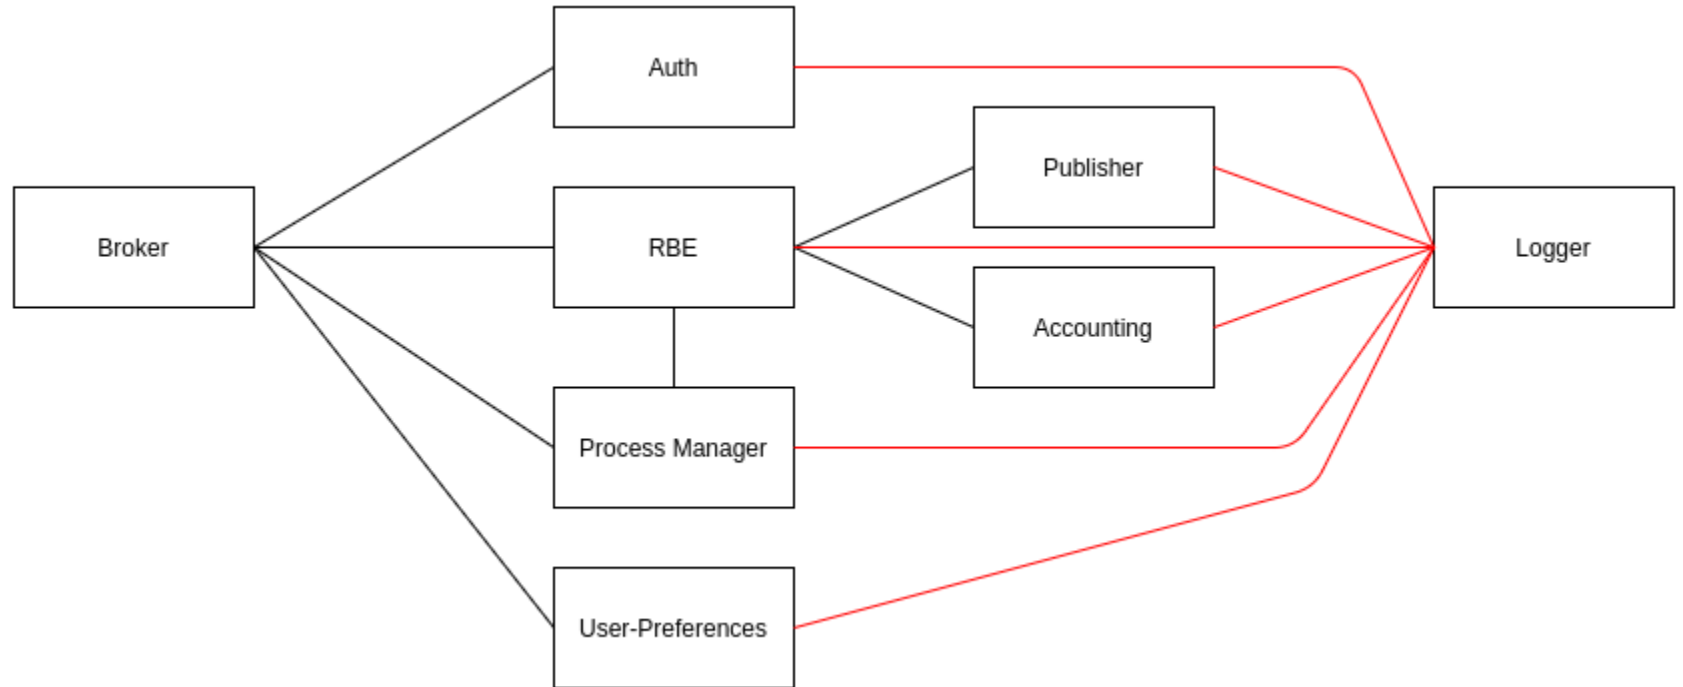 Auth
Publisher
Broker
RBE
Logger
Accounting
Process Manager
User-Preferences